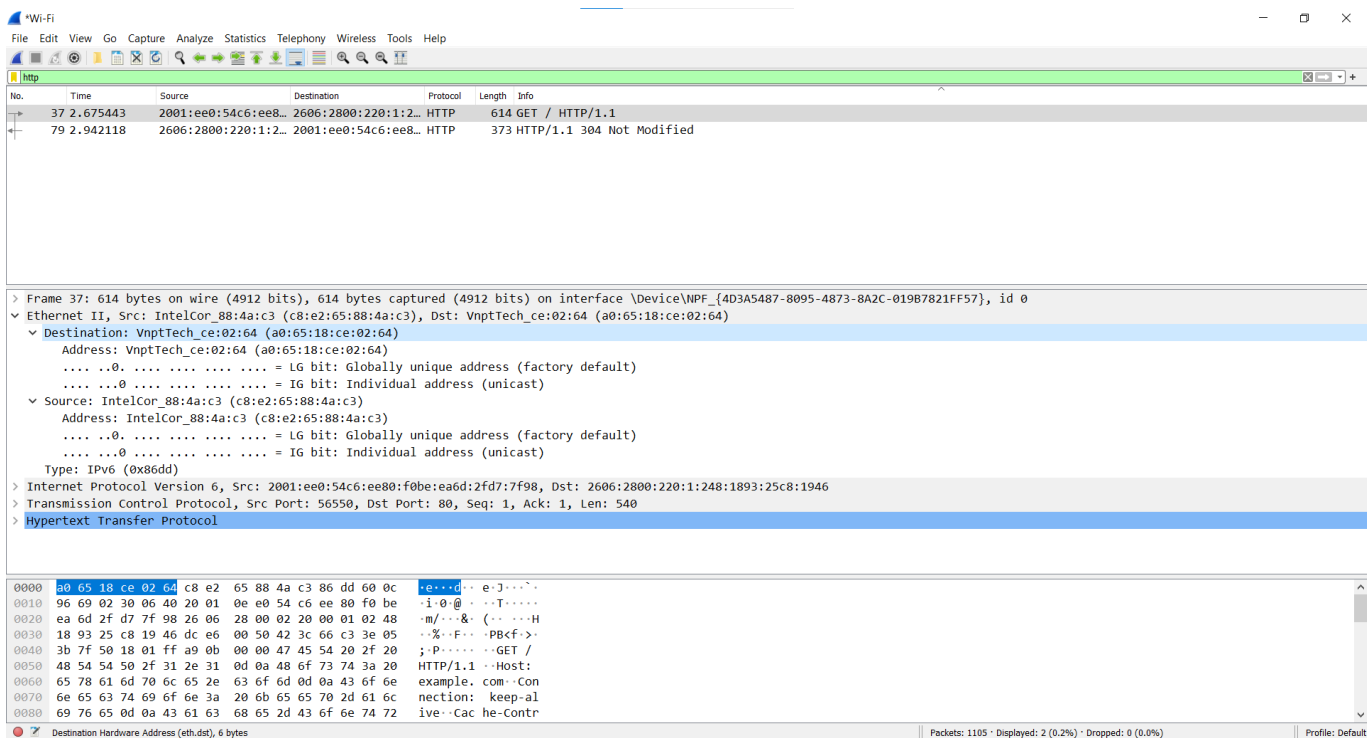 *Wi-Fi
File Edit View Go Capture Analyze Statistics Telephony Wireless Tools Help
http
No. Time Source Destination Protocol Length Info
37 2.675443 2001:ee0:54c6:ee8… 2606:2800:220:1:2… HTTP 614 GET / HTTP/1.1
79 2.942118 2606:2800:220:1:2… 2001:ee0:54c6:ee8… HTTP 373 HTTP/1.1 304 Not Modified
Frame 37: 614 bytes on wire (4912 bits), 614 bytes captured (4912 bits) on interface \Device\NPF_{4D3A5487-8095-4873-8A2C-019B7821FF57}, id 0
Ethernet II, Src: IntelCor_88:4a:c3 (c8:e2:65:88:4a:c3), Dst: VnptTech_ce:02:64 (a0:65:18:ce:02:64)
Destination: VnptTech_ce:02:64 (a0:65:18:ce:02:64)
Address: VnptTech_ce:02:64 (a0:65:18:ce:02:64)
.... ..0. .... .... .... .... = LG bit: Globally unique address (factory default)
.... ...0 .... .... .... .... = IG bit: Individual address (unicast)
Source: IntelCor_88:4a:c3 (c8:e2:65:88:4a:c3)
Address: IntelCor_88:4a:c3 (c8:e2:65:88:4a:c3)
.... ..0. .... .... .... .... = LG bit: Globally unique address (factory default)
.... ...0 .... .... .... .... = IG bit: Individual address (unicast)
Type: IPv6 (0x86dd)
Internet Protocol Version 6, Src: 2001:ee0:54c6:ee80:f0be:ea6d:2fd7:7f98, Dst: 2606:2800:220:1:248:1893:25c8:1946
Transmission Control Protocol, Src Port: 56550, Dst Port: 80, Seq: 1, Ack: 1, Len: 540
Hypertext Transfer Protocol
0000 a0 65 18 ce 02 64 c8 e2 65 88 4a c3 86 dd 60 0c ·e···d·· e·J···`·
0010 96 69 02 30 06 40 20 01 0e e0 54 c6 ee 80 f0 be ·i·0·@ · ··T·····
0020 ea 6d 2f d7 7f 98 26 06 28 00 02 20 00 01 02 48 ·m/···&· (·· ···H
0030 18 93 25 c8 19 46 dc e6 00 50 42 3c 66 c3 3e 05 ··%··F·· ·PB<f·>·
0040 3b 7f 50 18 01 ff a9 0b 00 00 47 45 54 20 2f 20 ;·P····· ··GET / 
0050 48 54 54 50 2f 31 2e 31 0d 0a 48 6f 73 74 3a 20 HTTP/1.1 ··Host: 
0060 65 78 61 6d 70 6c 65 2e 63 6f 6d 0d 0a 43 6f 6e example. com··Con
0070 6e 65 63 74 69 6f 6e 3a 20 6b 65 65 70 2d 61 6c nection: keep-al
0080 69 76 65 0d 0a 43 61 63 68 65 2d 43 6f 6e 74 72 ive··Cac he-Contr
Destination Hardware Address (eth.dst), 6 bytes Packets: 1105 · Displayed: 2 (0.2%) · Dropped: 0 (0.0%) Profile: Default